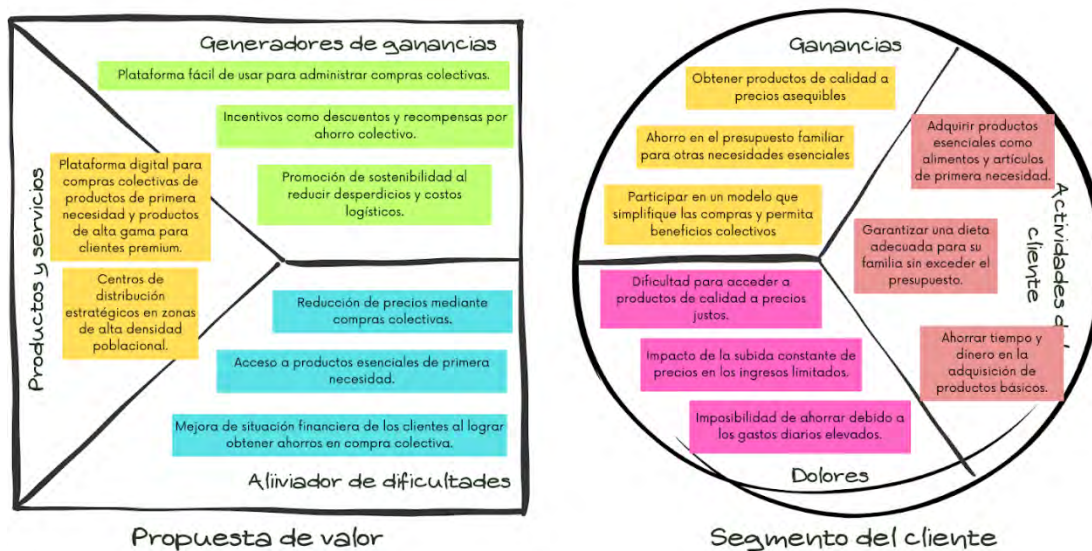 Generadores de ganancias
Plataforma fácil de usar para administrar compras colectivas.
Incentivos como descuentos y recompensas por
ahorro colectivo.
Promoción de sostenibilidad al
reducir desperdicios y costos
logísticos.
Productos y servicios
Plataforma digital para
compras colectivas de
productos de primera
necesidad y productos
de alta gama para
clientes premium.
Centros de
distribución
estratégicos en zonas
de alta densidad
poblacional.
Reducción de precios mediante
compras colectivas.
Acceso a productos esenciales de primera
necesidad.
Mejora de situación financiera de los clientes al lograr
obtener ahorros en compra colectiva.
Aliiviador de dificultades
Propuesta de valor
Ganancias
Obtener productos de calidad a
precios asequibles
Ahorro en el presupuesto familiar
para otras necesidades esenciales
Participar en un modelo que
simplifique las compras y permita
beneficios colectivos
Adquirir productos
esenciales como
alimentos y artículos
de primera necesidad.
Garantizar una dieta
adecuada para su
familia sin exceder el
presupuesto.
Ahorrar tiempo y
dinero en la
adquisición de
productos básicos.
Actividades d
cliente
Dificultad para acceder a
productos de calidad a precios
justos.
Impacto de la subida constante de
precios en los ingresos limitados.
Imposibilidad de ahorrar debido a
los gastos diarios elevados.
Dolores
Segmento del cliente